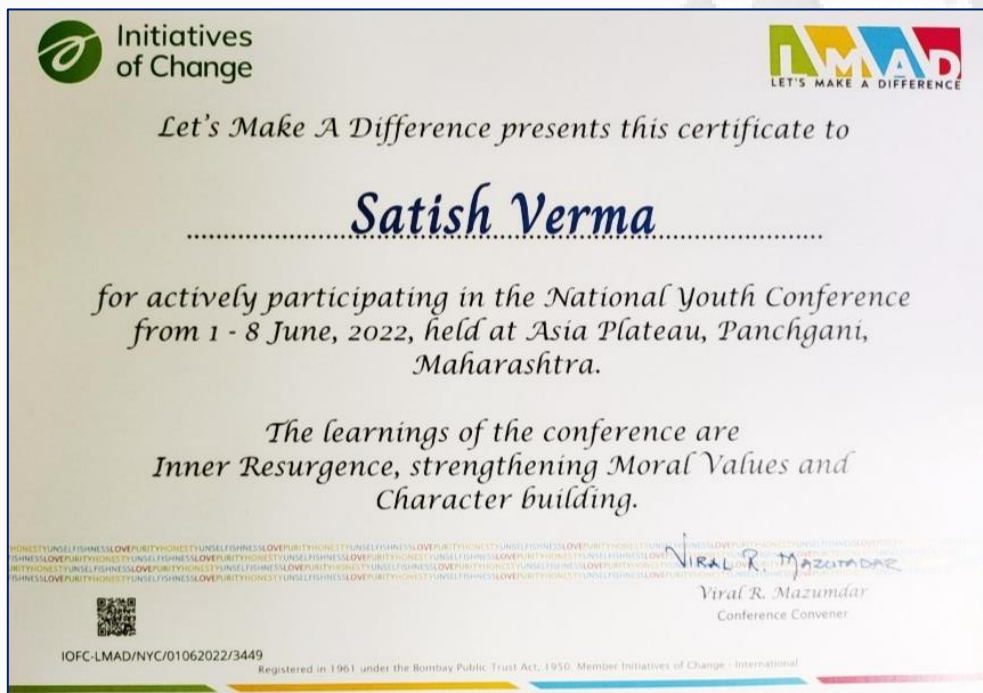 Initiatives
of Change
LMAD
LET'S MAKE A DIFFERENCE
Let's Make A Difference presents this certificate to
Satish Verma
for actively participating in the National Youth Conference
from 1 - 8 June, 2022, held at Asia Plateau, Panchgani,
Maharashtra.
The learnings of the conference are
Inner Resurgence, strengthening Moral Values and
Character building.
HONESTYUNSELFISHNESSLOVEPURITYHONESTYUNSELFISHNESSLOVEPURITYHONESTYUNSELFISHNESSLOVEPURITYHONESTYUNSELFISHNESSLOVEPURITY
VIRAL R. MAZUMDAR
Viral R. Mazumdar
Conference Convener
IOFC-LMAD/NYC/01062022/3449
Registered in 1961 under the Bombay Public Trust Act, 1950. Member Initiatives of Change - International